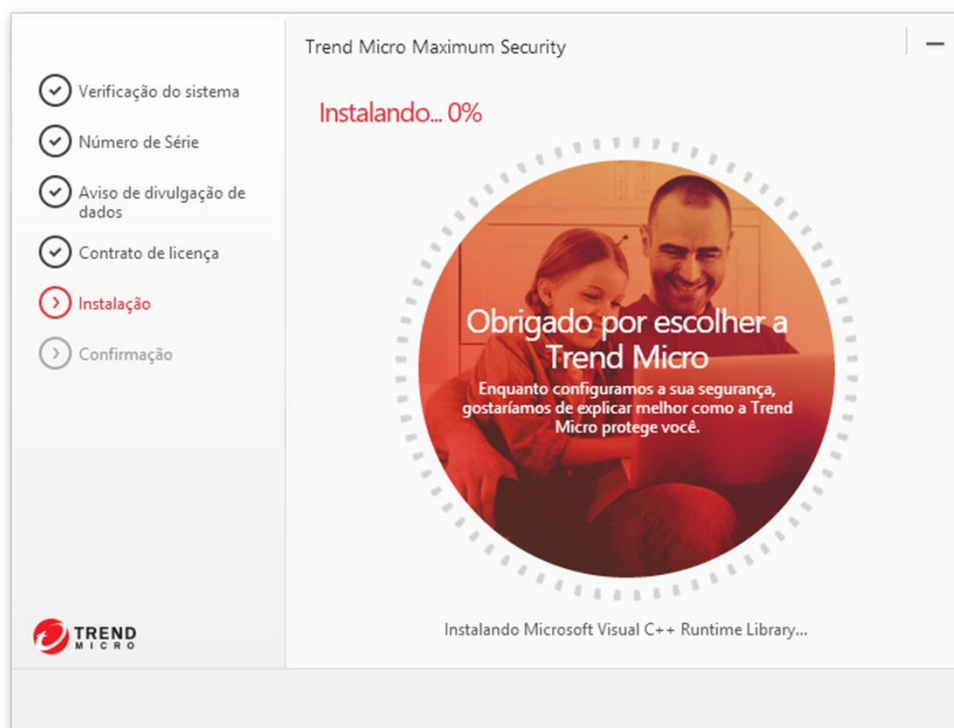 Trend Micro Maximum Security
Verificação do sistema
Número de Série
Aviso de divulgação de
dados
Contrato de licença
Instalação
Confirmação
Instalando... 0%
Obrigado por escolher a
Trend Micro
Enquanto configuramos a sua segurança,
gostaríamos de explicar melhor como a Trend
Micro protege você.
Instalando Microsoft Visual C++ Runtime Library...
TREND
MICRO